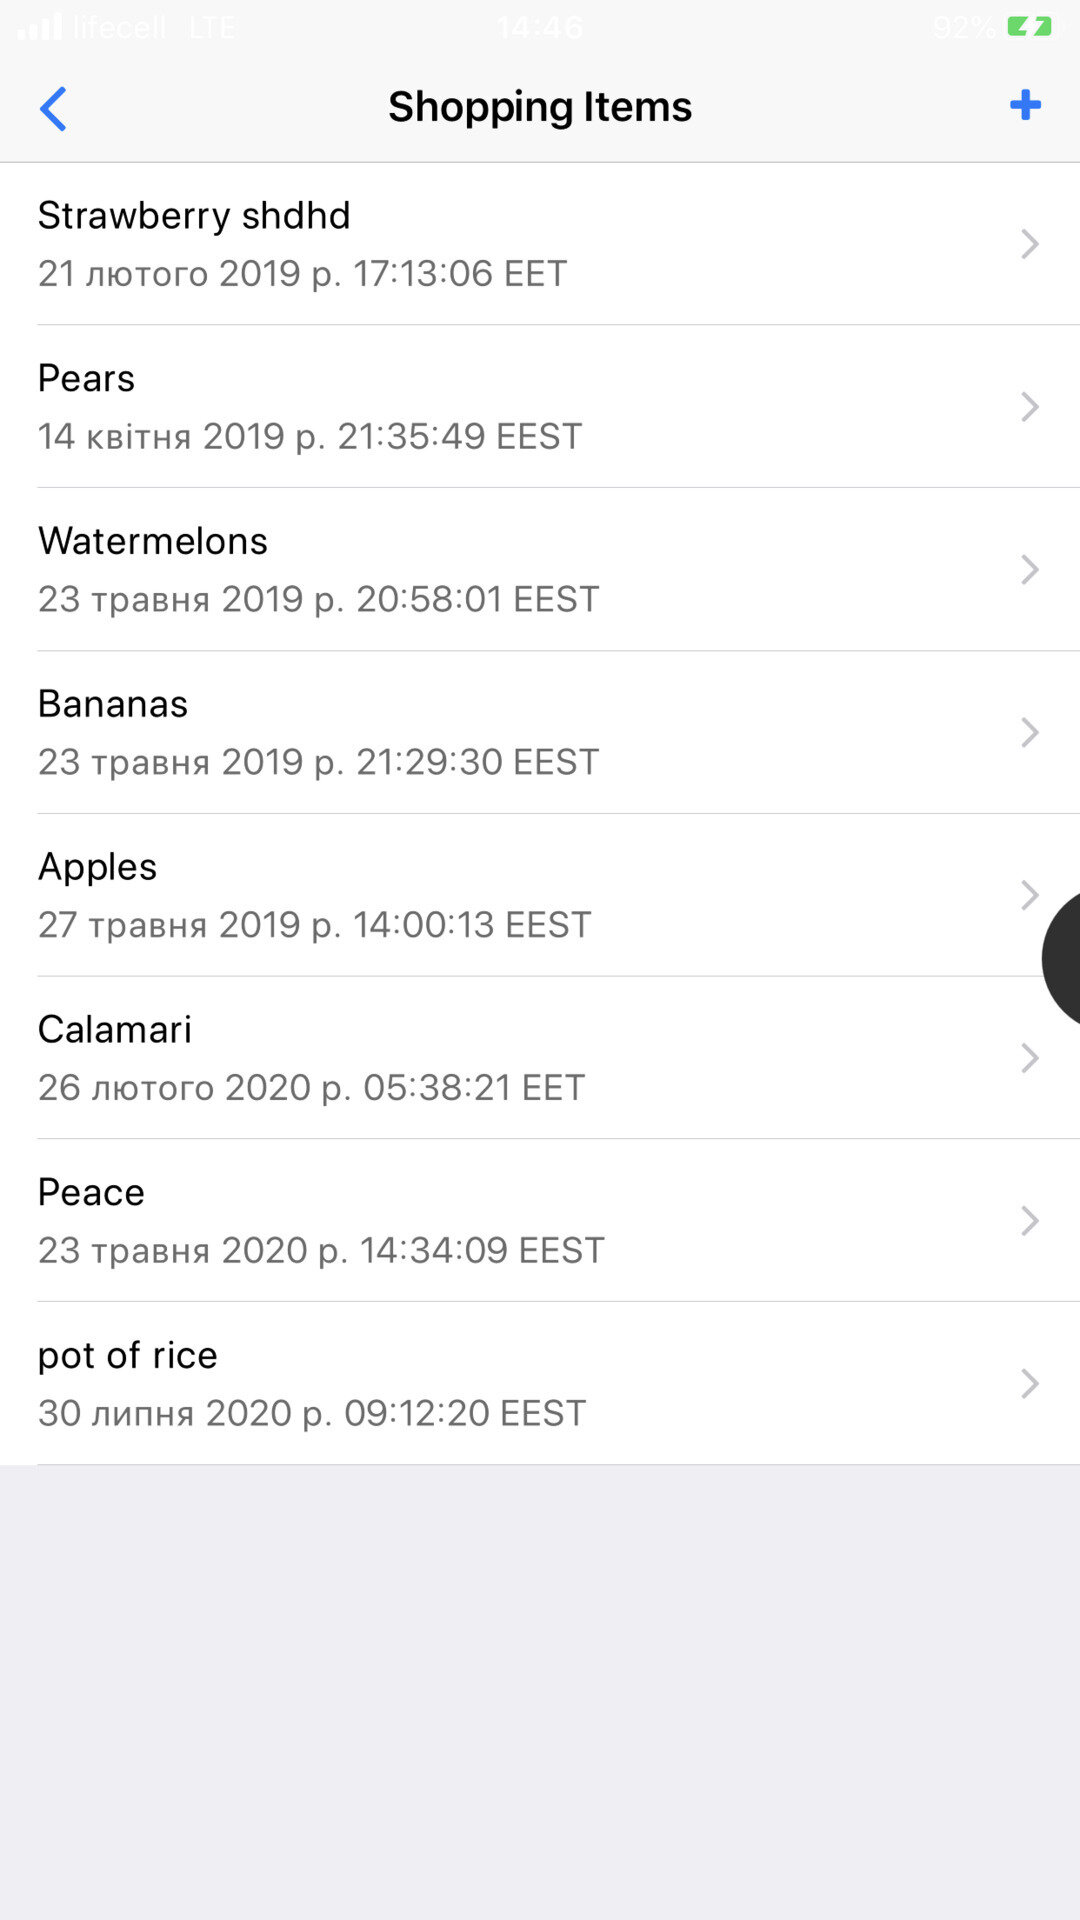 lifecell LTE 14:46 92%
Shopping Items
Strawberry shdhd
21 лютого 2019 р. 17:13:06 EET
Pears
14 квітня 2019 р. 21:35:49 EEST
Watermelons
23 травня 2019 р. 20:58:01 EEST
Bananas
23 травня 2019 р. 21:29:30 EEST
Apples
27 травня 2019 р. 14:00:13 EEST
Calamari
26 лютого 2020 р. 05:38:21 EET
Peace
23 травня 2020 р. 14:34:09 EEST
pot of rice
30 липня 2020 р. 09:12:20 EEST